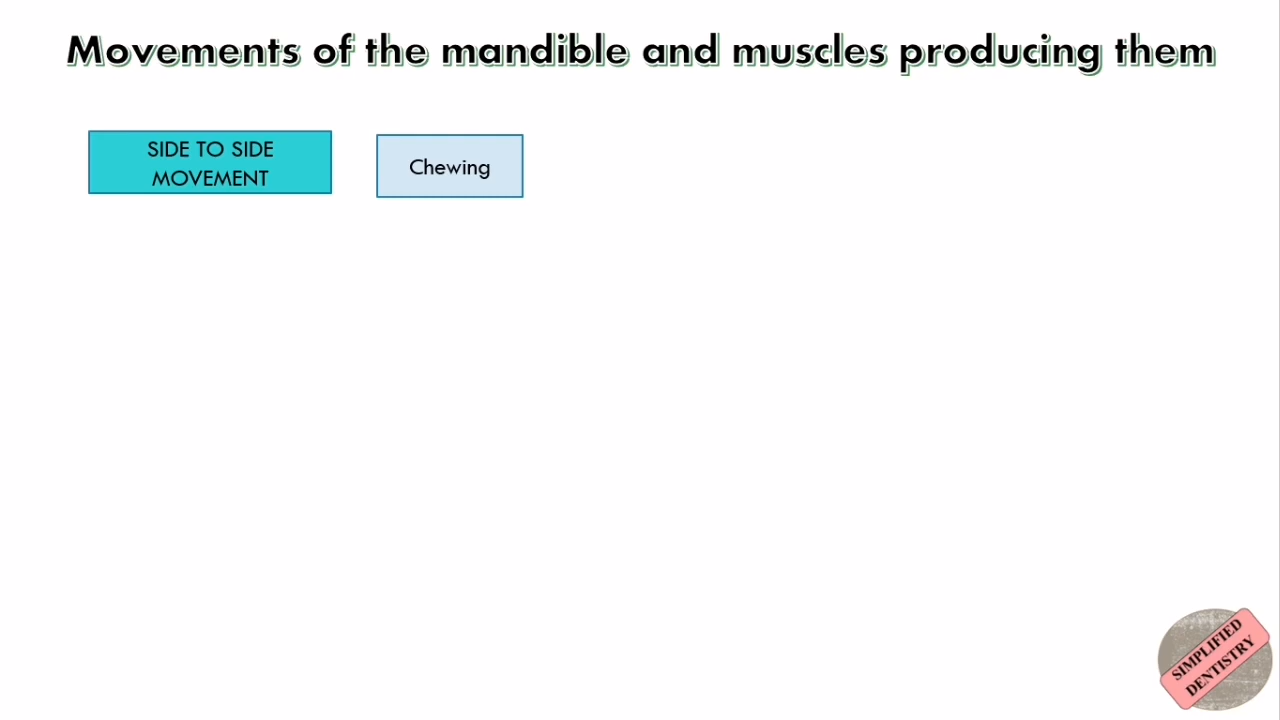 Movements of the mandible and muscles producing them
SIDE TO SIDE
MOVEMENT
Chewing
SIMPLIFIED
DENTISTRY